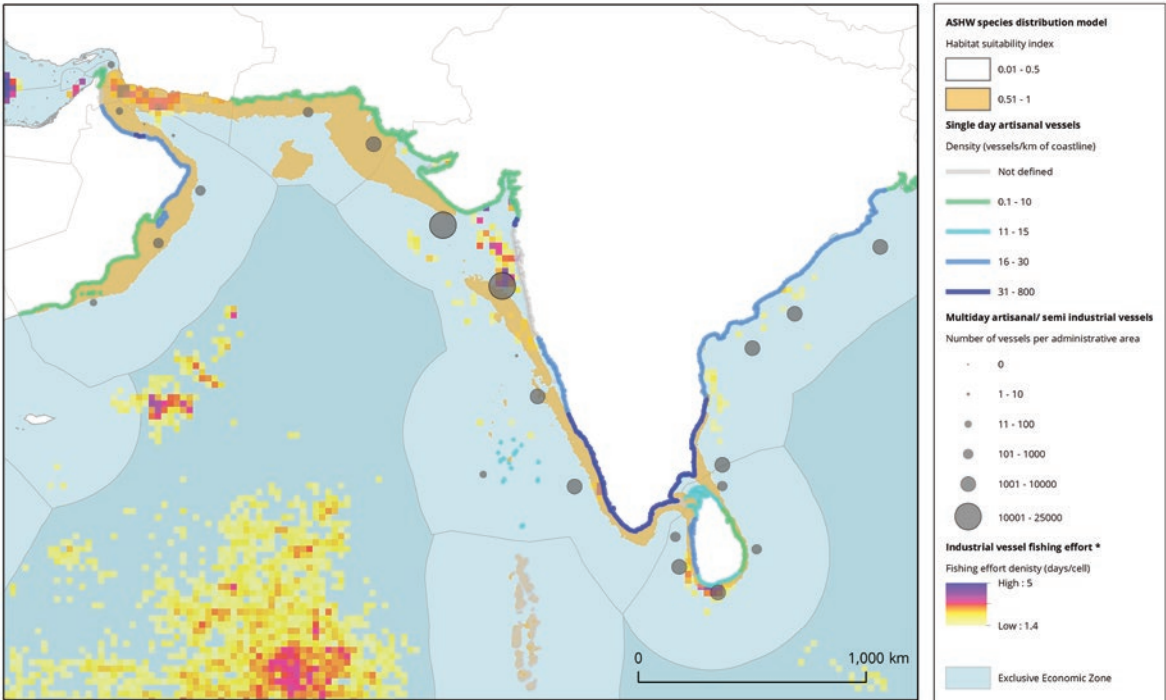 ASHW species distribution model
Habitat suitability index
0.01 - 0.5
0.51 - 1
Single day artisanal vessels
Density (vessels/km of coastline)
Not defined
0.1 - 10
11 - 15
16 - 30
31 - 800
Multiday artisanal/ semi industrial vessels
Number of vessels per administrative area
0
1 - 10
11 - 100
101 - 1000
1001 - 10000
10001 - 25000
Industrial vessel fishing effort *
Fishing effort denisty (days/cell)
High : 5
Low : 1.4
Exclusive Economic Zone
0 1,000 km